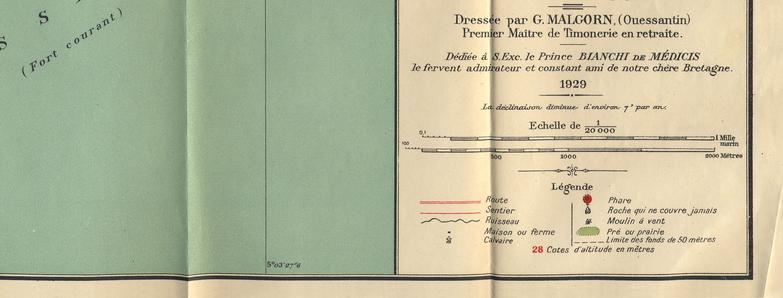 S
S
(Fort courant)
Dressée par G. MALGORN, (Ouessantin)
Premier Maître de Timonerie en retraite.
Dédiée à S.Exc. le Prince BIANCHI DE MÉDICIS
le fervent admirateur et constant ami de notre chère Bretagne.
1929
La déclinaison diminue d'environ 7' par an.
Echelle de 1/20 000
0,1 1 Mille marin
100 500 1000 2000 Mètres
Légende
Route
Sentier
Ruisseau
Maison ou ferme
Calvaire
Phare
Roche qui ne couvre jamais
Moulin à vent
Pré ou prairie
Limite des fonds de 50 mètres
28 Cotes d'altitude en mètres
5°03'27"6